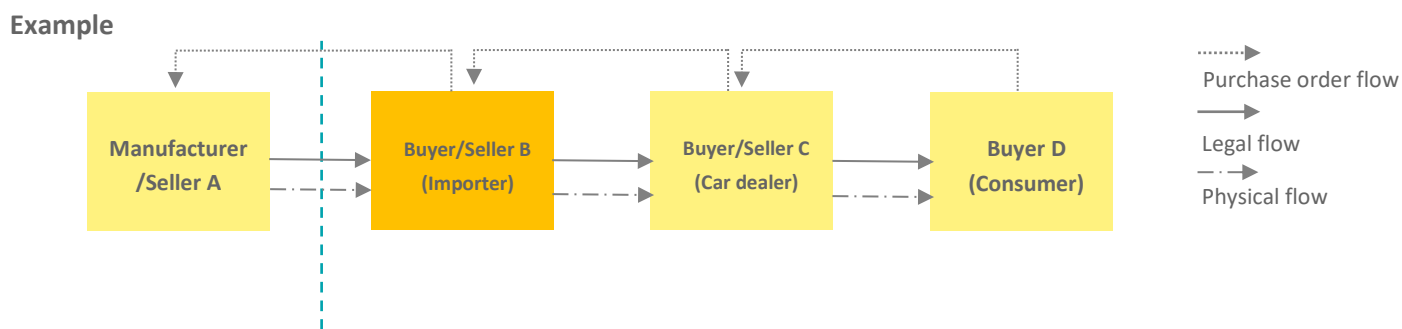 Example
Manufacturer
/Seller A
Buyer/Seller B
(Importer)
Buyer/Seller C
(Car dealer)
Buyer D
(Consumer)
Purchase order flow
Legal flow
Physical flow